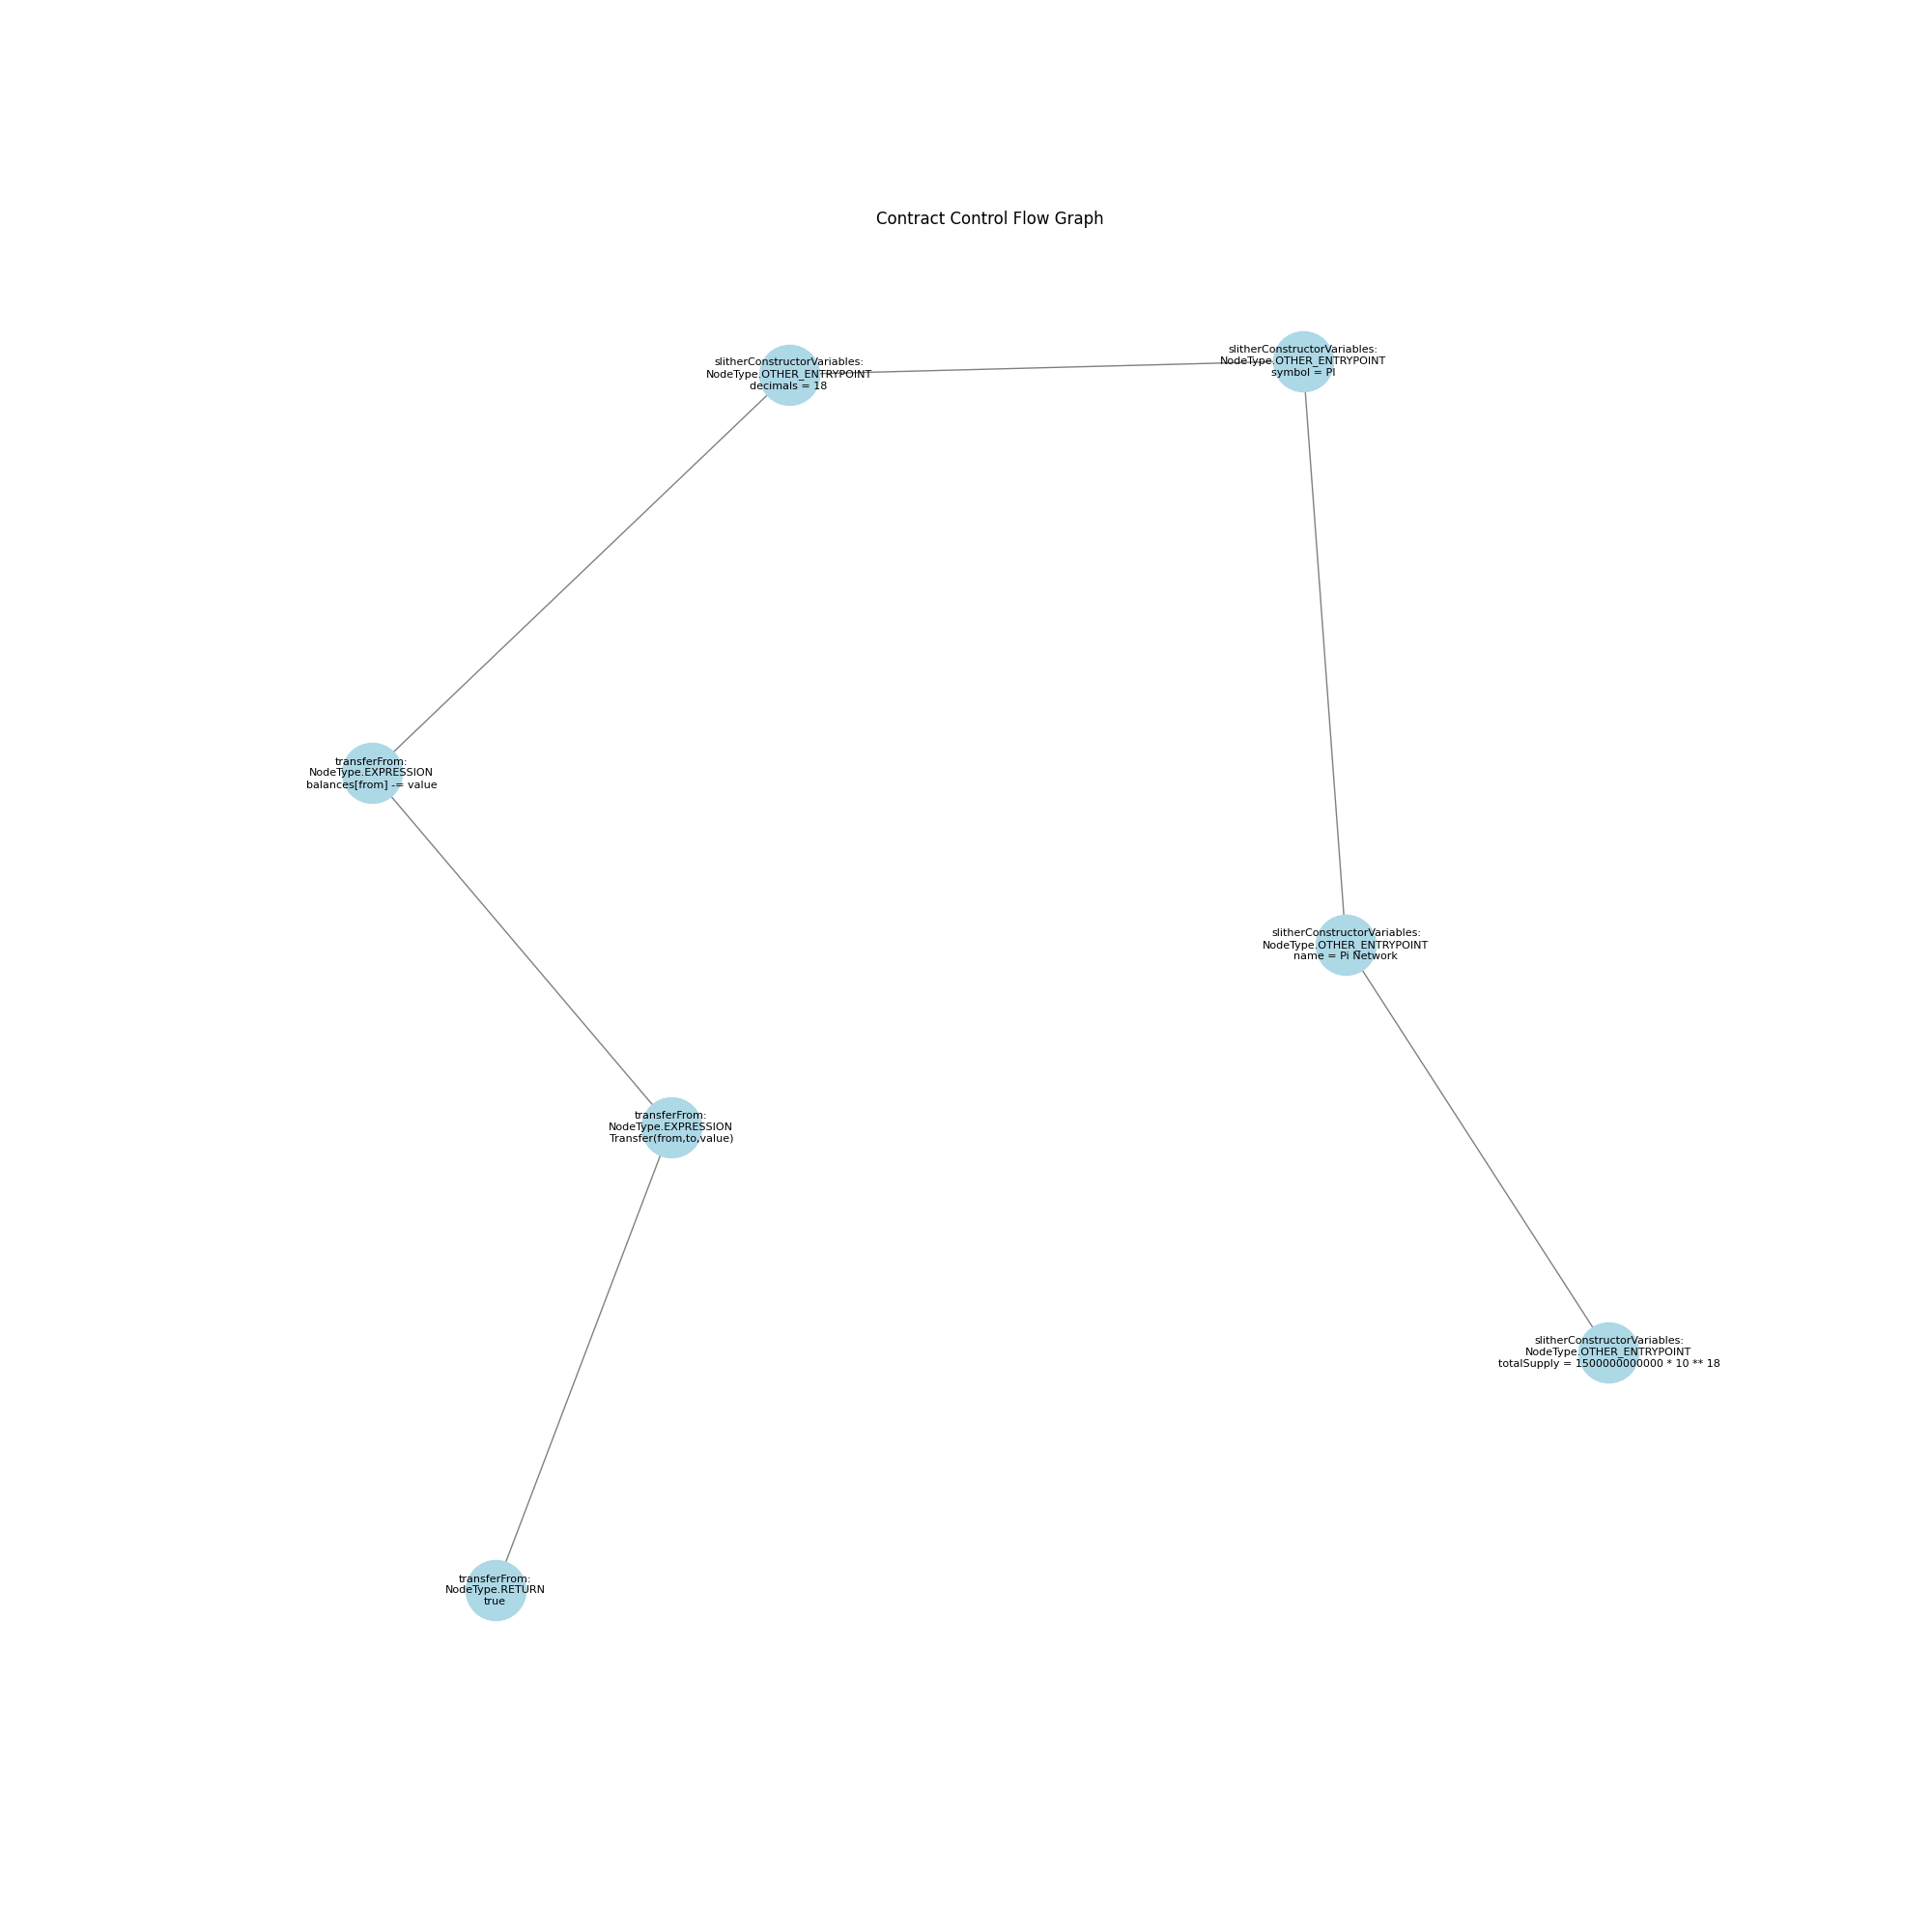 Contract Control Flow Graph
slitherConstructorVariables:
NodeType.OTHER_ENTRYPOINT
symbol = PI
slitherConstructorVariables:
NodeType.OTHER_ENTRYPOINT
decimals = 18
transferFrom:
NodeType.EXPRESSION
balances[from] -= value
slitherConstructorVariables:
NodeType.OTHER_ENTRYPOINT
name = Pi Network
transferFrom:
NodeType.EXPRESSION
Transfer(from,to,value)
slitherConstructorVariables:
NodeType.OTHER_ENTRYPOINT
totalSupply = 1500000000000 * 10 ** 18
transferFrom:
NodeType.RETURN
true